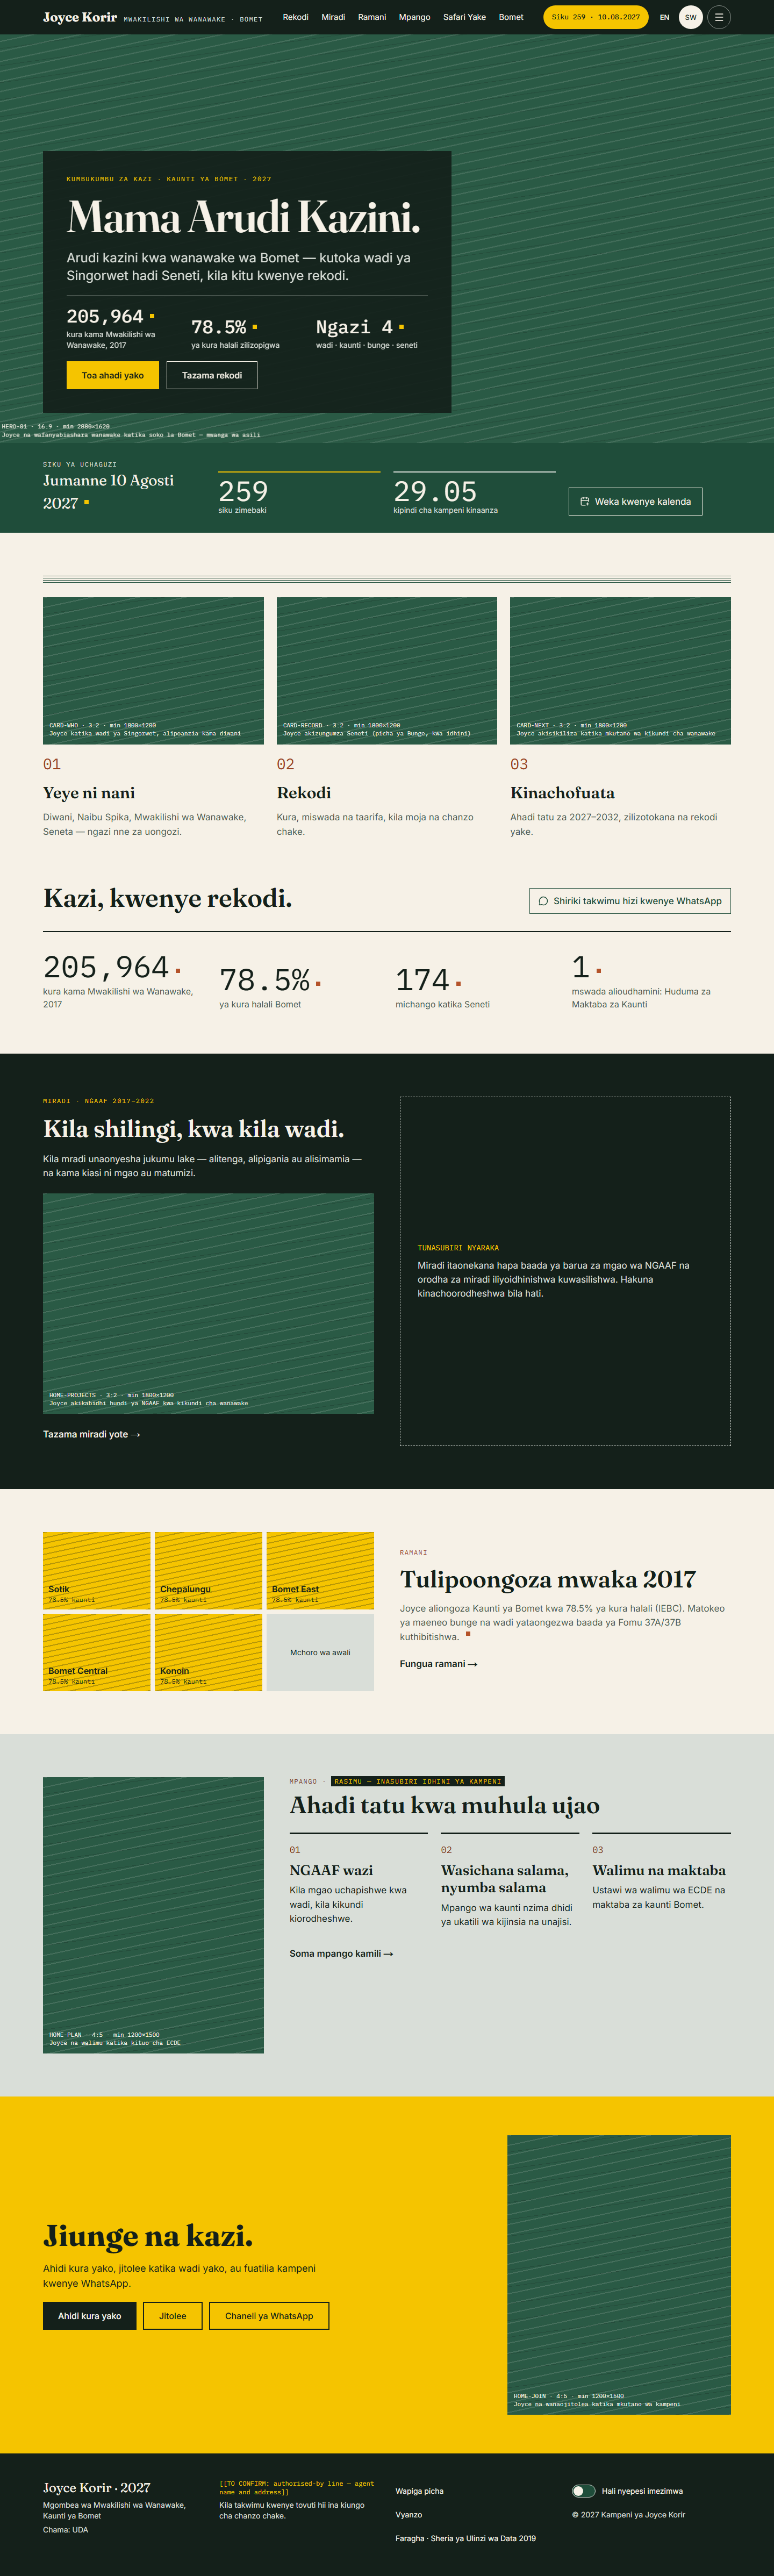 Joyce Korir MWAKILISHI WA WANAWAKE · BOMET
Rekodi Miradi Ramani Mpango Safari Yake Bomet
Siku 259 · 10.08.2027
EN SW
KUMBUKUMBU ZA KAZI · KAUNTI YA BOMET · 2027
Mama Arudi Kazini.
Arudi kazini kwa wanawake wa Bomet — kutoka wadi ya
Singorwet hadi Seneti, kila kitu kwenye rekodi.
205,964
kura kama Mwakilishi wa
Wanawake, 2017
78.5%
ya kura halali zilizopigwa
Ngazi 4
wadi · kaunti · bunge · seneti
Toa ahadi yako
Tazama rekodi
HERO-01 · 16:9 · min 2880×1620
Joyce na wafanyabiashara wanawake katika soko la Bomet — mwanga wa asili
SIKU YA UCHAGUZI
Jumanne 10 Agosti
2027
259
siku zimebaki
29.05
kipindi cha kampeni kinaanza
Weka kwenye kalenda
CARD-WHO · 3:2 · min 1800×1200
Joyce katika wadi ya Singorwet, alipoanzia kama diwani
01
Yeye ni nani
Diwani, Naibu Spika, Mwakilishi wa Wanawake,
Seneta — ngazi nne za uongozi.
CARD-RECORD · 3:2 · min 1800×1200
Joyce akizungumza Seneti (picha ya Bunge, kwa idhini)
02
Rekodi
Kura, miswada na taarifa, kila moja na chanzo
chake.
CARD-NEXT · 3:2 · min 1800×1200
Joyce akisikiliza katika mkutano wa kikundi cha wanawake
03
Kinachofuata
Ahadi tatu za 2027–2032, zilizotokana na rekodi
yake.
Kazi, kwenye rekodi.
Shiriki takwimu hizi kwenye WhatsApp
205,964
kura kama Mwakilishi wa Wanawake,
2017
78.5%
ya kura halali Bomet
174
michango katika Seneti
1
mswada alioudhamini: Huduma za
Maktaba za Kaunti
MIRADI · NGAAF 2017–2022
Kila shilingi, kwa kila wadi.
Kila mradi unaonyesha jukumu lake — alitenga, alipigania au alisimamia —
na kama kiasi ni mgao au matumizi.
HOME-PROJECTS · 3:2 · min 1800×1200
Joyce akikabidhi hundi ya NGAAF kwa kikundi cha wanawake
Tazama miradi yote →
TUNASUBIRI NYARAKA
Miradi itaonekana hapa baada ya barua za mgao wa NGAAF na
orodha za miradi iliyoidhinishwa kuwasilishwa. Hakuna
kinachoorodheshwa bila hati.
Sotik
78.5% kaunti
Chepalungu
78.5% kaunti
Bomet East
78.5% kaunti
Bomet Central
78.5% kaunti
Konoin
78.5% kaunti
Mchoro wa awali
RAMANI
Tulipoongoza mwaka 2017
Joyce aliongoza Kaunti ya Bomet kwa 78.5% ya kura halali (IEBC). Matokeo
ya maeneo bunge na wadi yataongezwa baada ya Fomu 37A/37B
kuthibitishwa.
Fungua ramani →
HOME-PLAN · 4:5 · min 1200×1500
Joyce na walimu katika kituo cha ECDE
MPANGO · RASIMU — INASUBIRI IDHINI YA KAMPENI
Ahadi tatu kwa muhula ujao
01
NGAAF wazi
Kila mgao uchapishwe kwa
wadi, kila kikundi
kiorodheshwe.
02
Wasichana salama,
nyumba salama
Mpango wa kaunti nzima dhidi
ya ukatili wa kijinsia na unajisi.
03
Walimu na maktaba
Ustawi wa walimu wa ECDE na
maktaba za kaunti Bomet.
Soma mpango kamili →
Jiunge na kazi.
Ahidi kura yako, jitolee katika wadi yako, au fuatilia kampeni
kwenye WhatsApp.
Ahidi kura yako
Jitolee
Chaneli ya WhatsApp
HOME-JOIN · 4:5 · min 1200×1500
Joyce na wanaojitolea katika mkutano wa kampeni
Joyce Korir · 2027
Mgombea wa Mwakilishi wa Wanawake,
Kaunti ya Bomet
Chama: UDA
[[TO CONFIRM: authorised-by line — agent
name and address]]
Kila takwimu kwenye tovuti hii ina kiungo
cha chanzo chake.
Wapiga picha
Vyanzo
Faragha · Sheria ya Ulinzi wa Data 2019
Hali nyepesi imezimwa
© 2027 Kampeni ya Joyce Korir